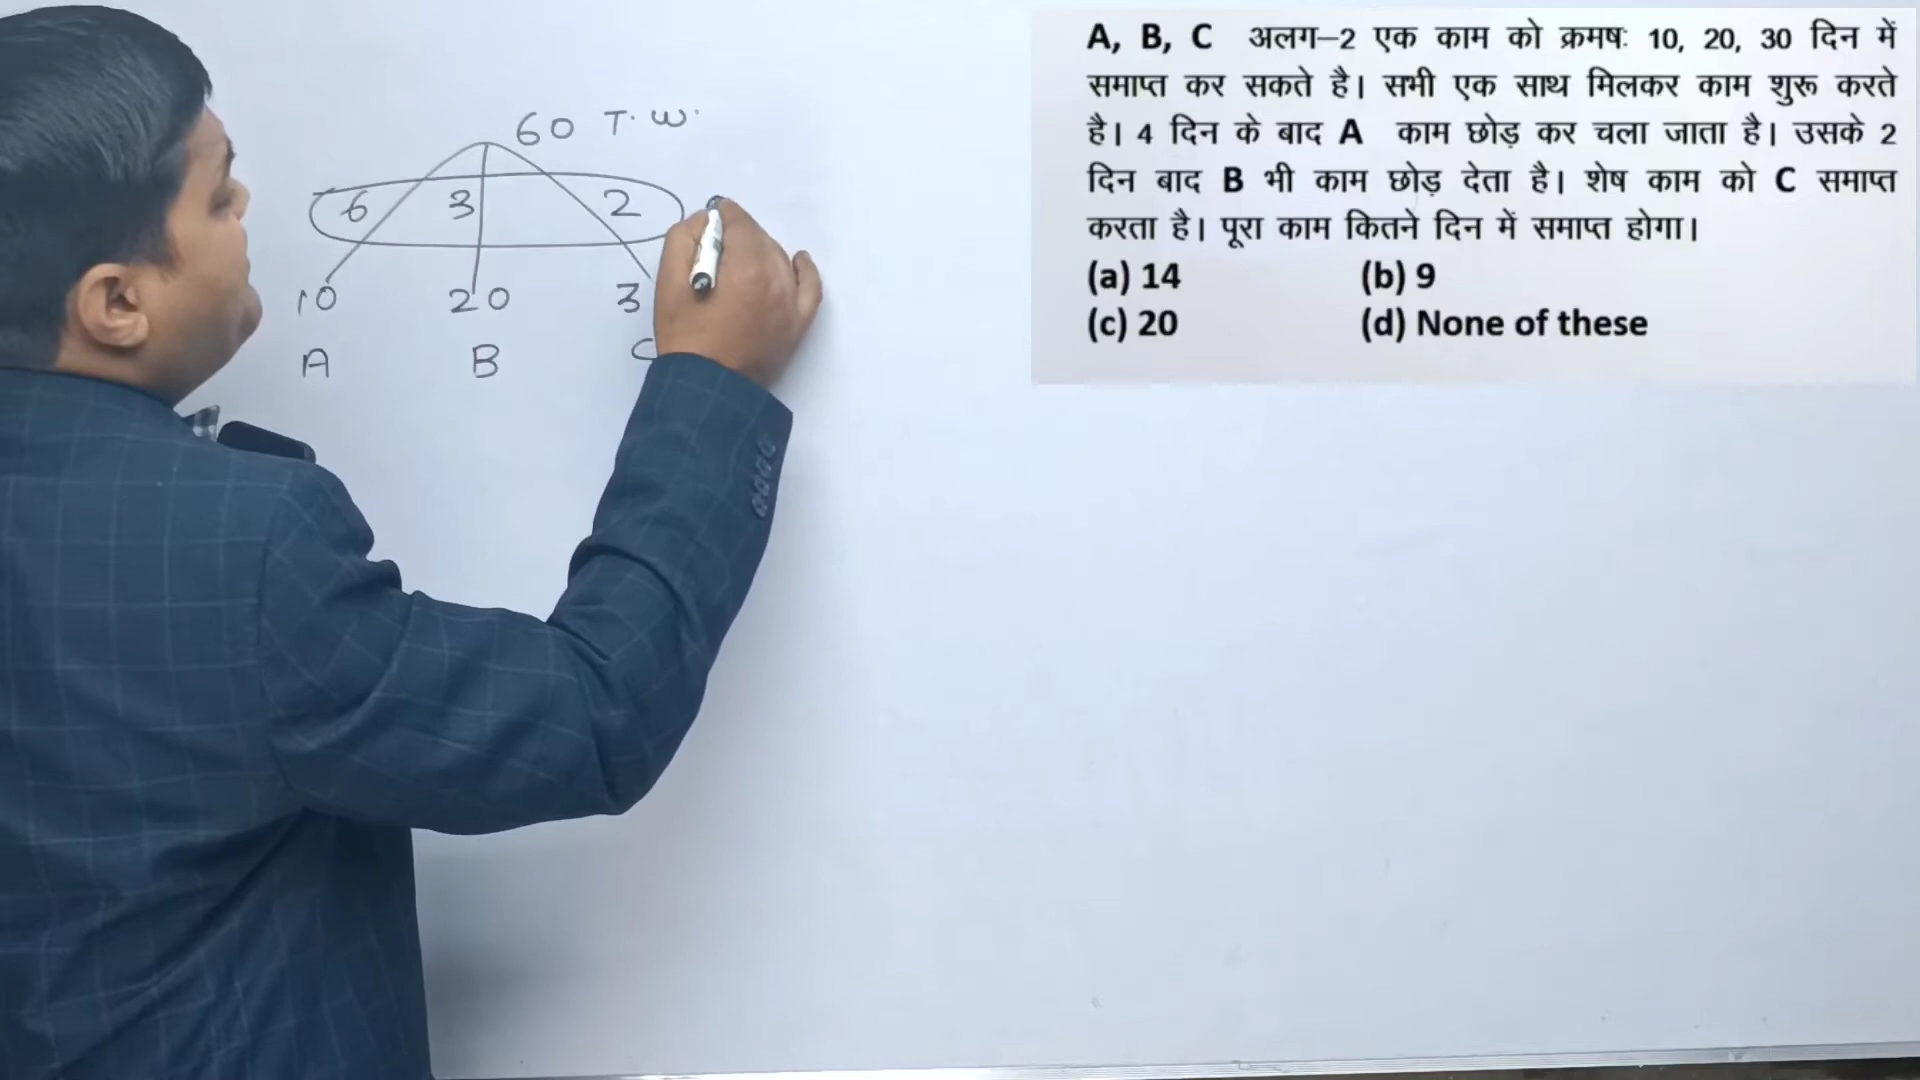 60 T.W.
6 3 2
10 20 3
A B C
A, B, C अलग–2 एक काम को क्रमषः 10, 20, 30 दिन में
समाप्त कर सकते है। सभी एक साथ मिलकर काम शुरू करते
है। 4 दिन के बाद A काम छोड़ कर चला जाता है। उसके 2
दिन बाद B भी काम छोड़ देता है। शेष काम को C समाप्त
करता है। पूरा काम कितने दिन में समाप्त होगा।
(a) 14 (b) 9
(c) 20 (d) None of these